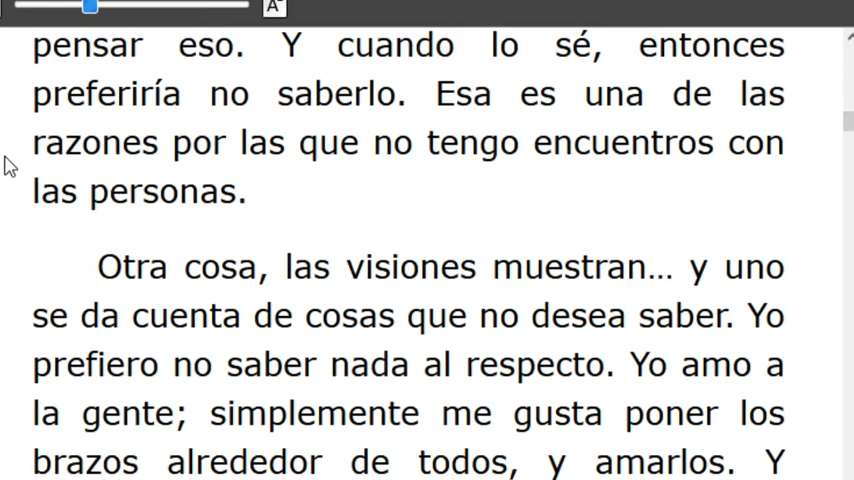 A
pensar eso. Y cuando lo sé, entonces
preferiría no saberlo. Esa es una de las
razones por las que no tengo encuentros con
las personas.
Otra cosa, las visiones muestran… y uno
se da cuenta de cosas que no desea saber. Yo
prefiero no saber nada al respecto. Yo amo a
la gente; simplemente me gusta poner los
brazos alrededor de todos, y amarlos. Y